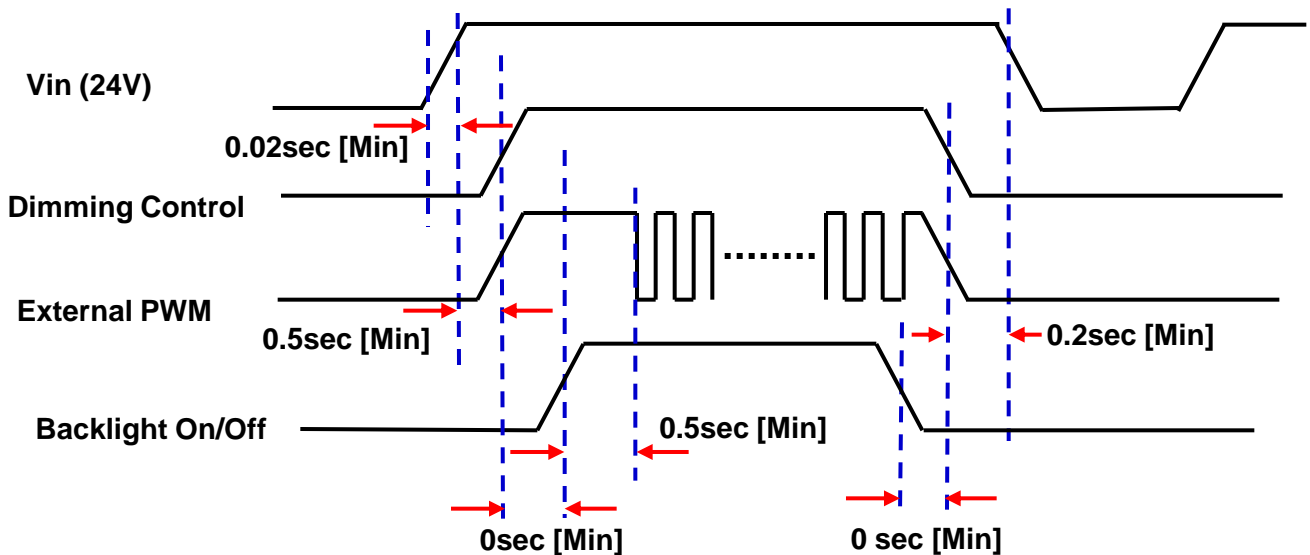 Vin (24V)
0.02sec [Min]
Dimming Control
External PWM
0.5sec [Min]
0.2sec [Min]
Backlight On/Off
0.5sec [Min]
0sec [Min]
0 sec [Min]